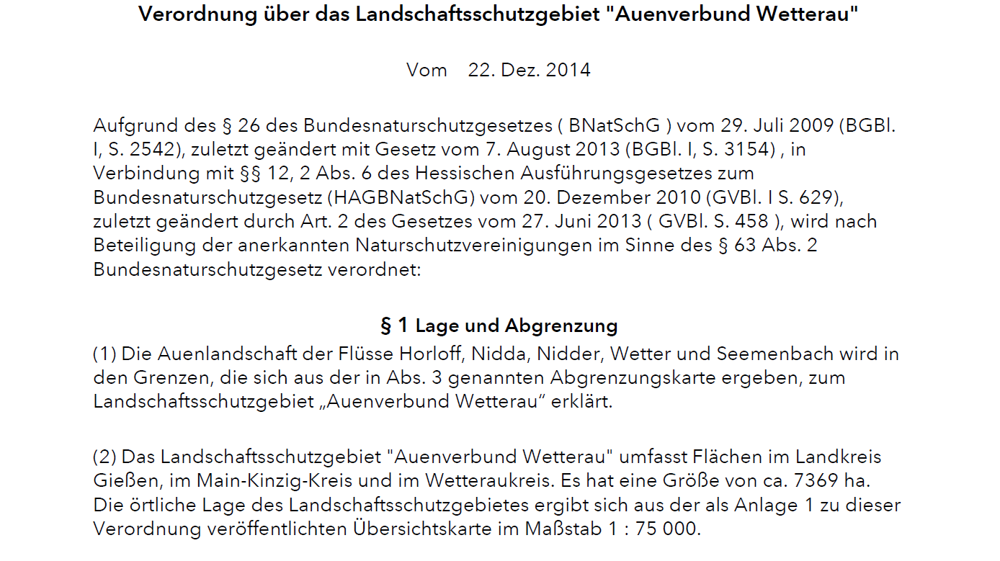 Verordnung über das Landschaftsschutzgebiet "Auenverbund Wetterau"
Vom 22. Dez. 2014
Aufgrund des § 26 des Bundesnaturschutzgesetzes ( BNatSchG ) vom 29. Juli 2009 (BGBl.
I, S. 2542), zuletzt geändert mit Gesetz vom 7. August 2013 (BGBl. I, S. 3154) , in
Verbindung mit §§ 12, 2 Abs. 6 des Hessischen Ausführungsgesetzes zum
Bundesnaturschutzgesetz (HAGBNatSchG) vom 20. Dezember 2010 (GVBl. I S. 629),
zuletzt geändert durch Art. 2 des Gesetzes vom 27. Juni 2013 ( GVBl. S. 458 ), wird nach
Beteiligung der anerkannten Naturschutzvereinigungen im Sinne des § 63 Abs. 2
Bundesnaturschutzgesetz verordnet:
§ 1 Lage und Abgrenzung
(1) Die Auenlandschaft der Flüsse Horloff, Nidda, Nidder, Wetter und Seemenbach wird in
den Grenzen, die sich aus der in Abs. 3 genannten Abgrenzungskarte ergeben, zum
Landschaftsschutzgebiet „Auenverbund Wetterau“ erklärt.
(2) Das Landschaftsschutzgebiet "Auenverbund Wetterau" umfasst Flächen im Landkreis
Gießen, im Main-Kinzig-Kreis und im Wetteraukreis. Es hat eine Größe von ca. 7369 ha.
Die örtliche Lage des Landschaftsschutzgebietes ergibt sich aus der als Anlage 1 zu dieser
Verordnung veröffentlichten Übersichtskarte im Maßstab 1 : 75 000.